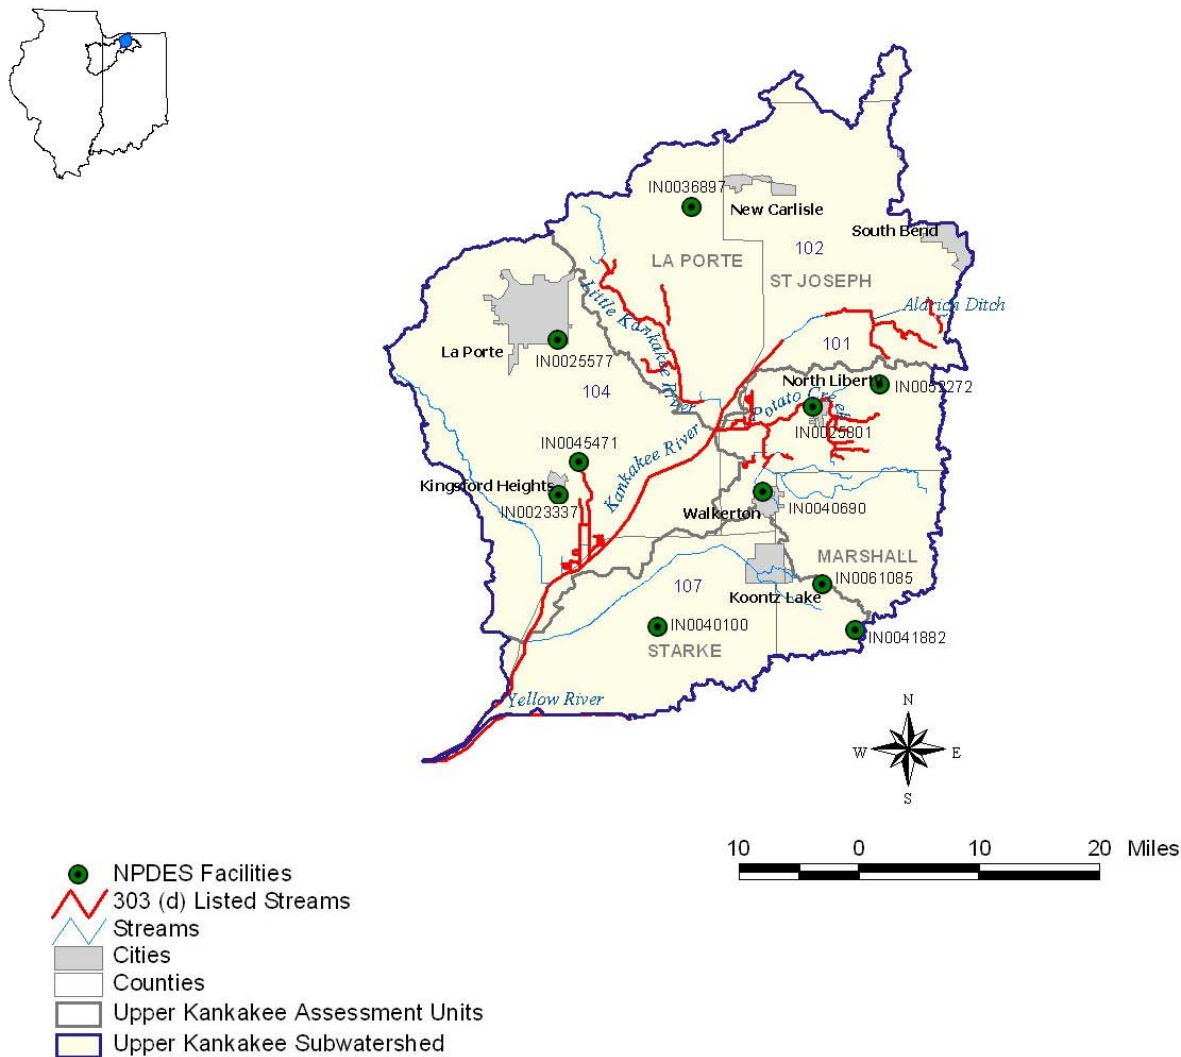 IN0036897
New Carlisle
South Bend
102
LA PORTE
ST JOSEPH
Little Kankakee River
Aldrich Ditch
101
La Porte
IN0025577
North Liberty
IN0052272
104
Potato Creek
IN0025801
IN0045471
Kankakee River
Kingsford Heights
IN0023337
Walkerton
IN0040690
MARSHALL
107
IN0061085
Koontz Lake
IN0040100
IN0041882
STARKE
Yellow River
N
W E
S
10 0 10 20 Miles
NPDES Facilities
303 (d) Listed Streams
Streams
Cities
Counties
Upper Kankakee Assessment Units
Upper Kankakee Subwatershed